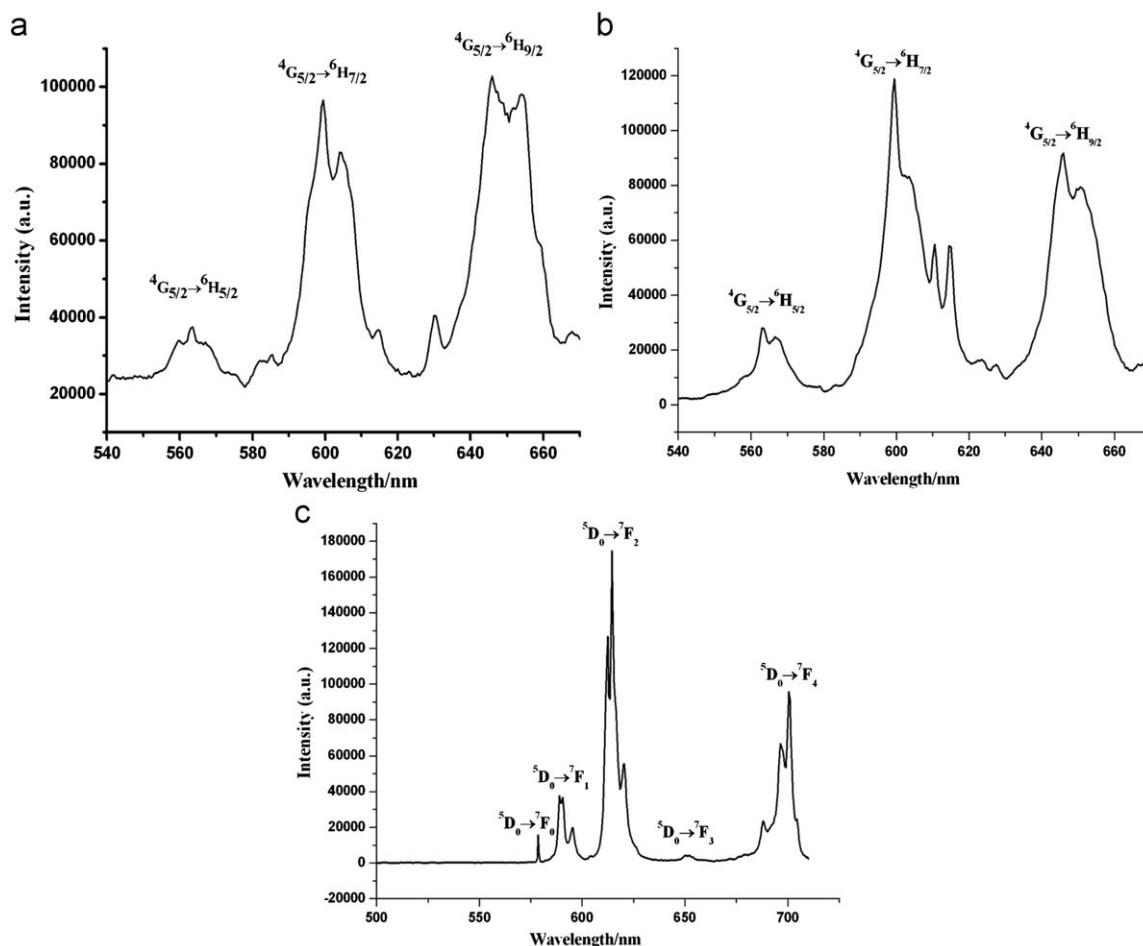 a
⁴G₅/₂→⁶H₅/₂
⁴G₅/₂→⁶H₇/₂
⁴G₅/₂→⁶H₉/₂
100000
80000
60000
40000
20000
Intensity (a.u.)
540 560 580 600 620 640 660
Wavelength/nm
b
⁴G₅/₂→⁶H₅/₂
⁴G₅/₂→⁶H₇/₂
⁴G₅/₂→⁶H₉/₂
120000
100000
80000
60000
40000
20000
0
Intensity (a.u.)
540 560 580 600 620 640 660
Wavelength/nm
c
⁵D₀→⁷F₀
⁵D₀→⁷F₁
⁵D₀→⁷F₂
⁵D₀→⁷F₃
⁵D₀→⁷F₄
180000
160000
140000
120000
100000
80000
60000
40000
20000
0
-20000
Intensity (a.u.)
500 550 600 650 700
Wavelength/nm